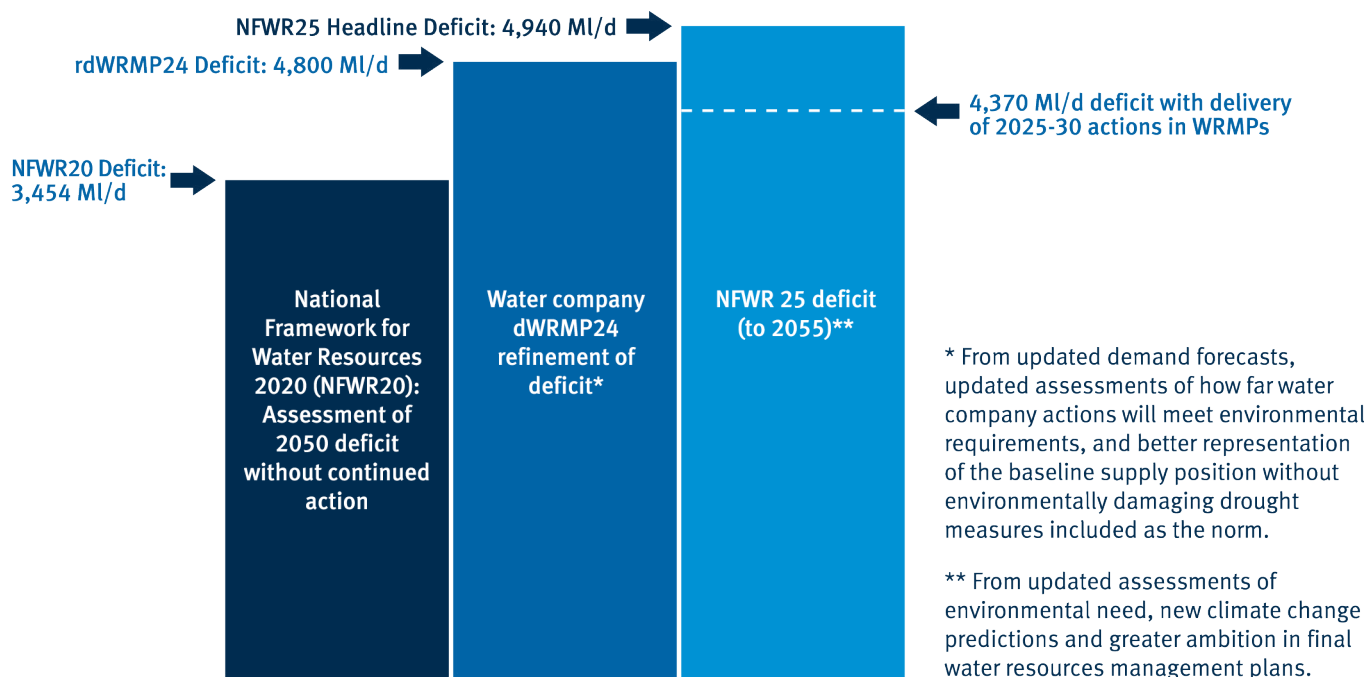 NFWR25 Headline Deficit: 4,940 Ml/d
rdWRMP24 Deficit: 4,800 Ml/d
4,370 Ml/d deficit with delivery
of 2025-30 actions in WRMPs
NFWR20 Deficit:
3,454 Ml/d
National
Framework for
Water Resources
2020 (NFWR20):
Assessment of
2050 deficit
without continued
action
Water company
dWRMP24
refinement of
deficit*
NFWR 25 deficit
(to 2055)**
* From updated demand forecasts,
updated assessments of how far water
company actions will meet environmental
requirements, and better representation
of the baseline supply position without
environmentally damaging drought
measures included as the norm.
** From updated assessments of
environmental need, new climate change
predictions and greater ambition in final
water resources management plans.